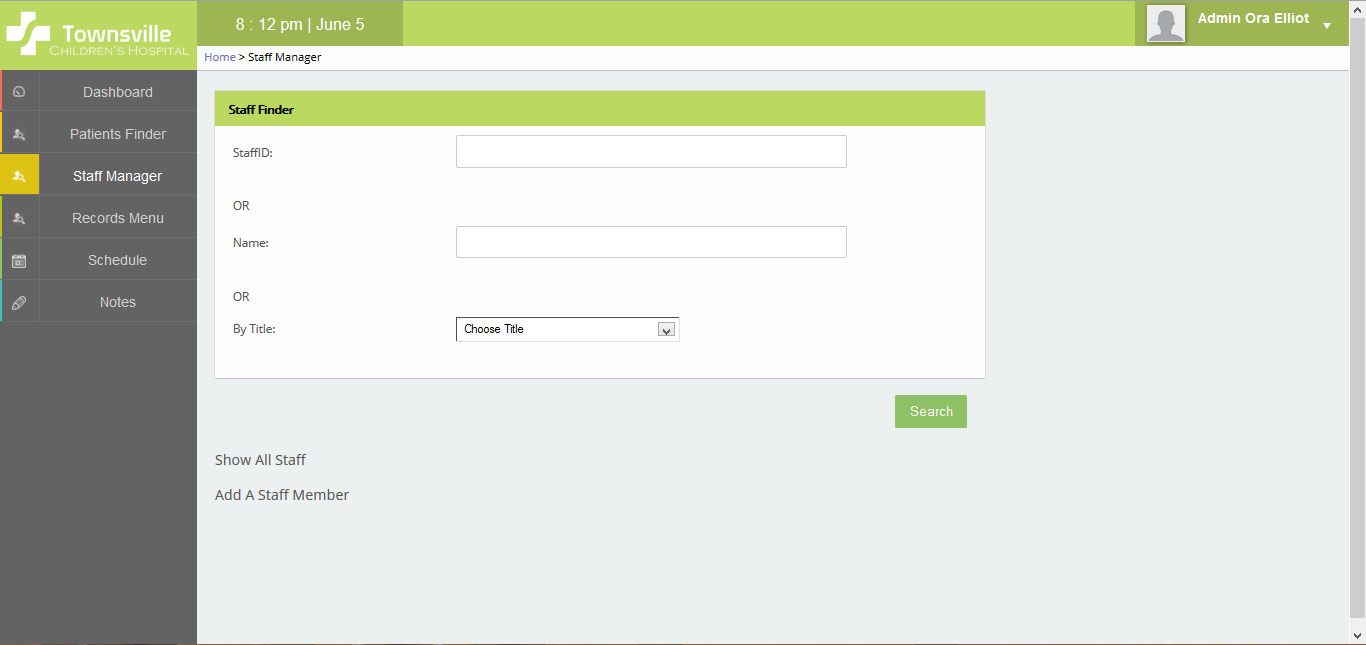 Townsville
CHILDREN'S HOSPITAL
8 : 12 pm | June 5
Admin Ora Elliot
Home > Staff Manager
Dashboard
Patients Finder
Staff Manager
Records Menu
Schedule
Notes
Staff Finder
StaffID:
OR
Name:
OR
By Title:
Choose Title
Search
Show All Staff
Add A Staff Member